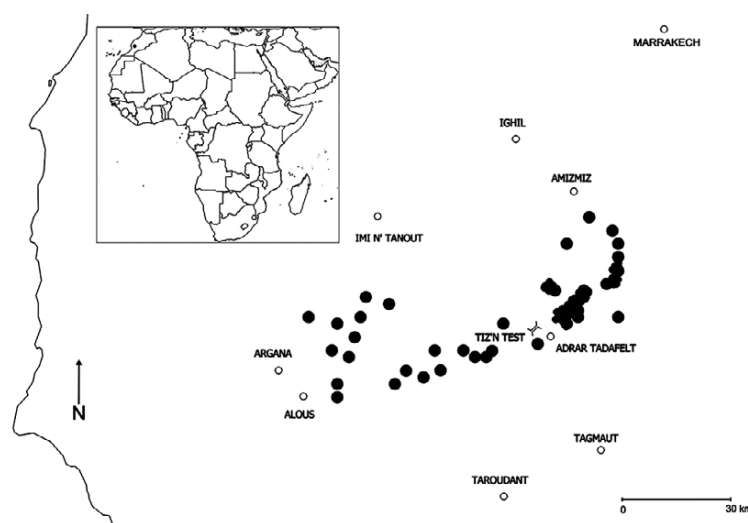 MARRAKECH
IGHIL
AMIZMIZ
IMI N' TANOUT
TIZ'N TEST
ADRAR TADAFELT
ARGANA
ALOUS
N
TAGMAUT
TAROUDANT
0 30 km